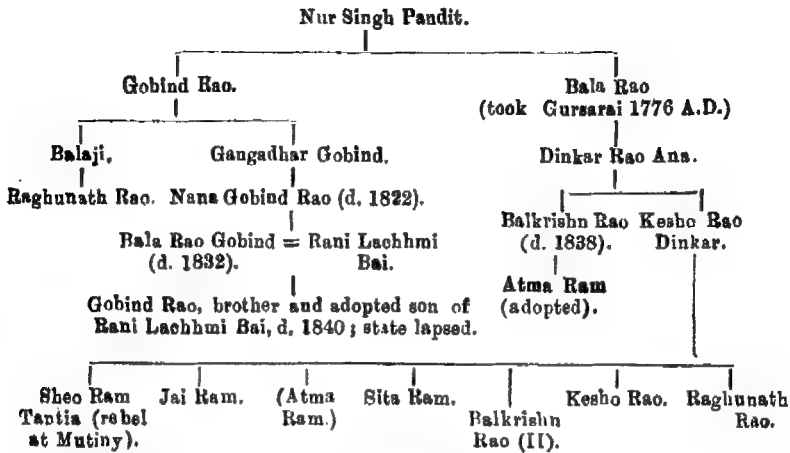 Nur Singh Pandit.
Gobind Rao.
Bala Rao
(took Gursarai 1776 A.D.)
Balaji.
Gangadhar Gobind.
Dinkar Rao Ana.
Raghunath Rao.
Nana Gobind Rao (d. 1822).
Balkrishn Rao
(d. 1838).
Kesho Rao
Dinkar.
Bala Rao Gobind = Rani Lachhmi
(d. 1832). Bai.
Atma Ram
(adopted).
Gobind Rao, brother and adopted son of
Rani Lachhmi Bai, d. 1840; state lapsed.
Sheo Ram
Tantia (rebel
at Mutiny).
Jai Ram.
(Atma
Ram.)
Sita Ram.
Balkrishn
Rao (II).
Kesho Rao.
Raghunath
Rao.